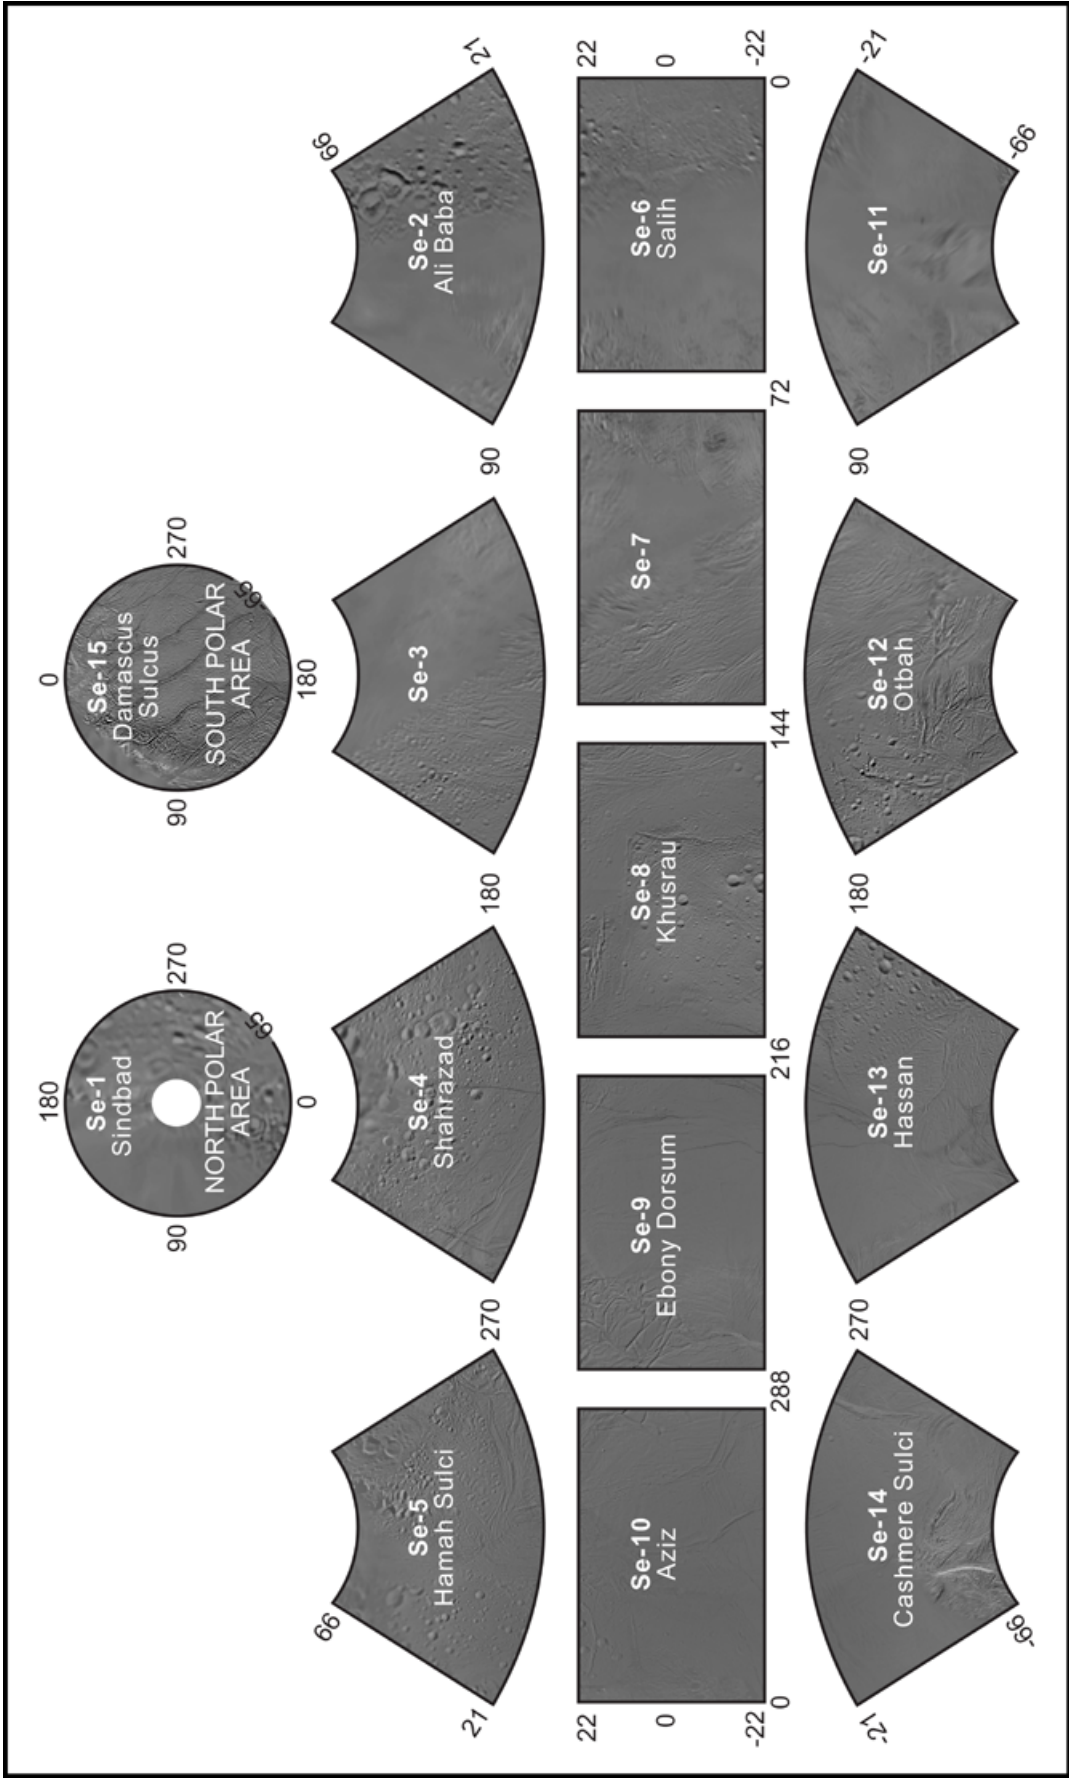 180
Se-1
Sindbad
90
270
NORTH POLAR
AREA
65
0
0
Se-15
Damascus
Sulcus
90
270
SOUTH POLAR
AREA
-65
180
66
21
Se-5
Hamah Sulci
270
Se-4
Shahrazad
180
Se-3
90
Se-2
Ali Baba
66
21
22
0
-22
0
Se-10
Aziz
288
Se-9
Ebony Dorsum
216
Se-8
Khusrau
144
Se-7
72
Se-6
Salih
22
0
-22
0
-21
-66
Se-14
Cashmere Sulci
270
Se-13
Hassan
180
Se-12
Otbah
90
Se-11
-21
-66